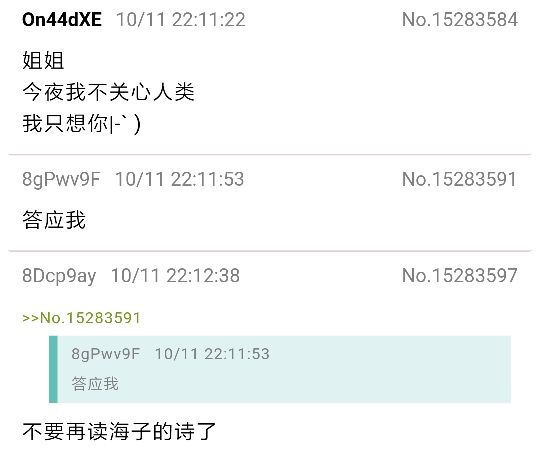 On44dXE 10/11 22:11:22 No.15283584
姐姐
今夜我不关心人类
我只想你|-` )
8gPwv9F 10/11 22:11:53 No.15283591
答应我
8Dcp9ay 10/11 22:12:38 No.15283597
>>No.15283591
8gPwv9F 10/11 22:11:53
答应我
不要再读海子的诗了